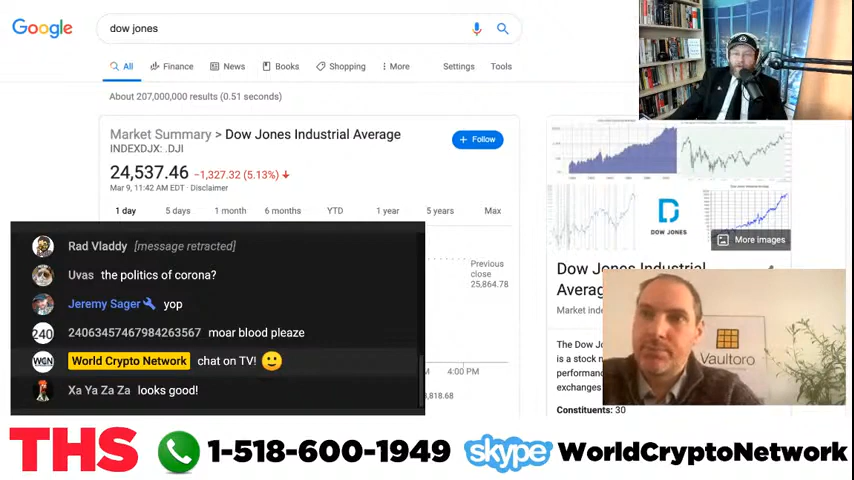 Google
dow jones
All
Finance
News
Books
Shopping
More
Settings
Tools
About 207,000,000 results (0.51 seconds)
Market Summary > Dow Jones Industrial Average
INDEXDJX: .DJI
+ Follow
24,537.46 −1,327.32 (5.13%)
Mar 9, 11:42 AM EDT · Disclaimer
1 day
5 days
1 month
6 months
YTD
1 year
5 years
Max
Previous
close
25,864.78
4:00 PM
DOW JONES
More images
Dow Jones Industrial
Averag
Market inde
The Dow Jo
is a stock m
performanc
exchanges
Constituents: 30
Rad Vladdy [message retracted]
Uvas the politics of corona?
Jeremy Sager yop
240
24063457467984263567 moar blood pleaze
WCN
World Crypto Network chat on TV!
Xa Ya Za Za looks good!
Vaultoro
THS 1-518-600-1949 skype WorldCryptoNetwork